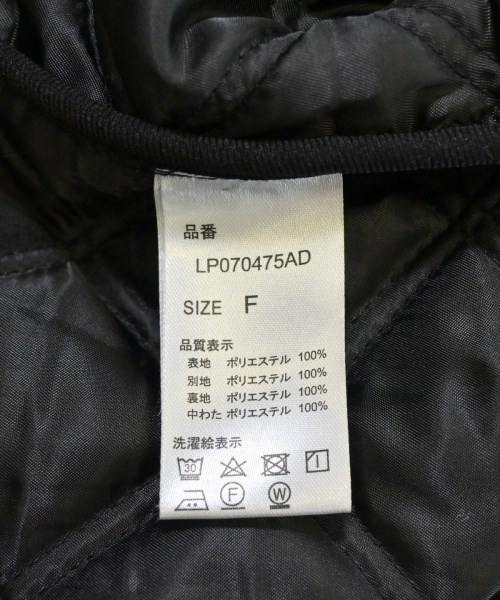 品番
LP070475AD
SIZE F
品質表示
表地 ポリエステル 100%
別地 ポリエステル 100%
裏地 ポリエステル 100%
中わた ポリエステル 100%
洗濯絵表示
30
F W